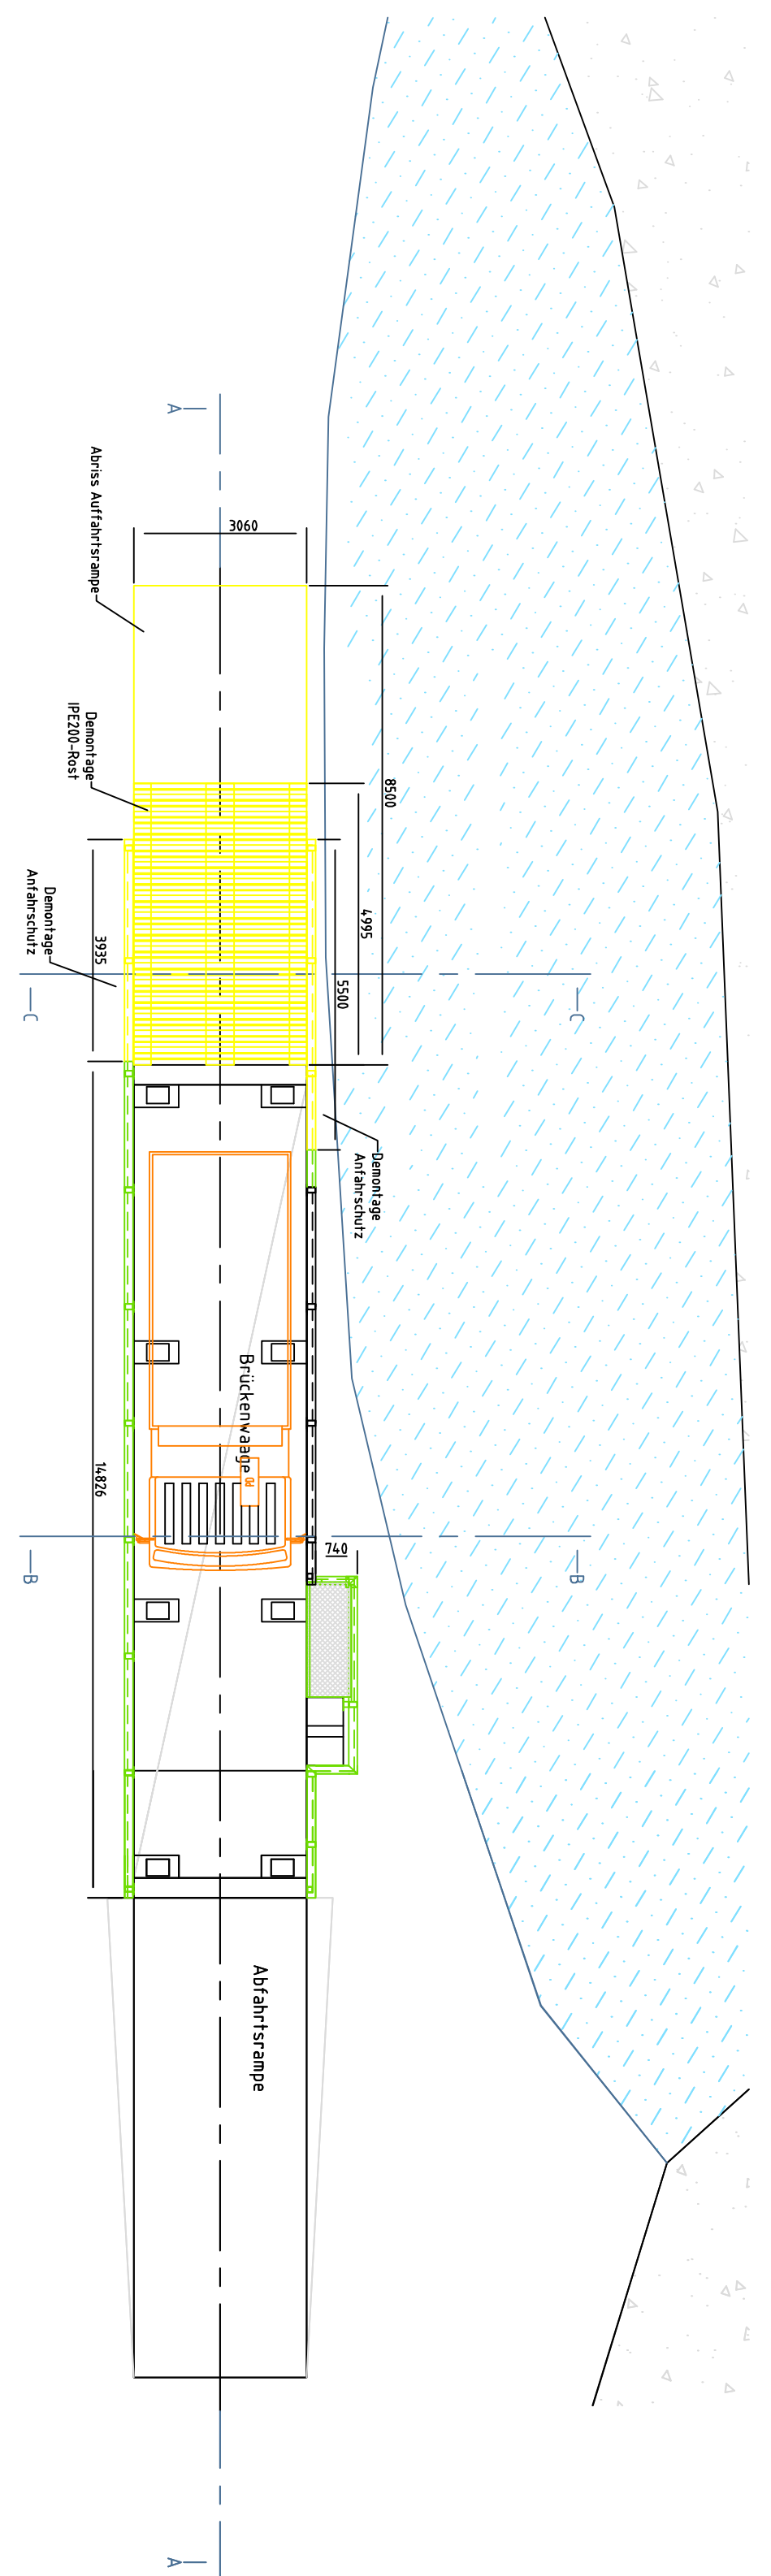 A
3060
Abriss Auffahrtsrampe
8500
Demontage
IPE200-Rost
4995
Demontage
Anfahrschutz
3935
5500
C
C
Demontage
Anfahrschutz
Brückenwaage
14826
740
B
B
Abfahrtsrampe
A